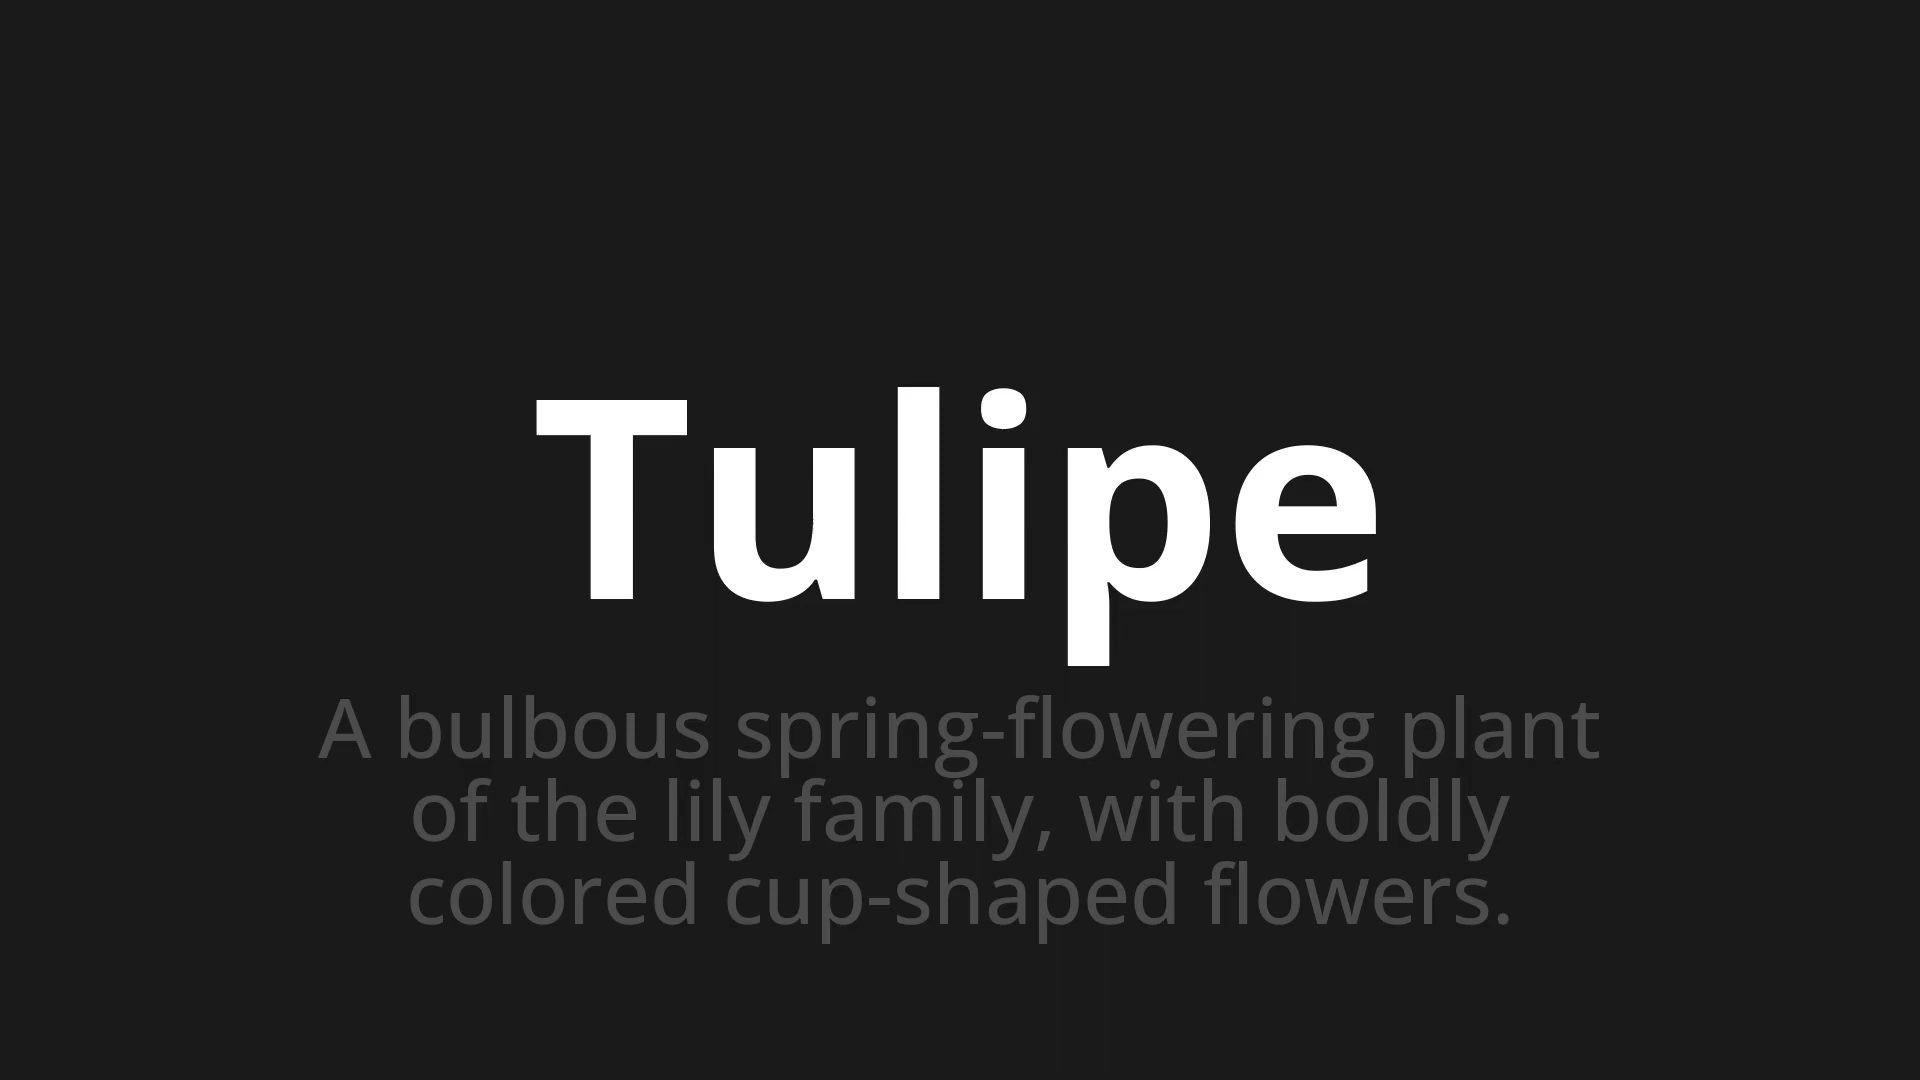 Tulipe
A bulbous spring-flowering plant
of the lily family, with boldly
colored cup-shaped flowers.